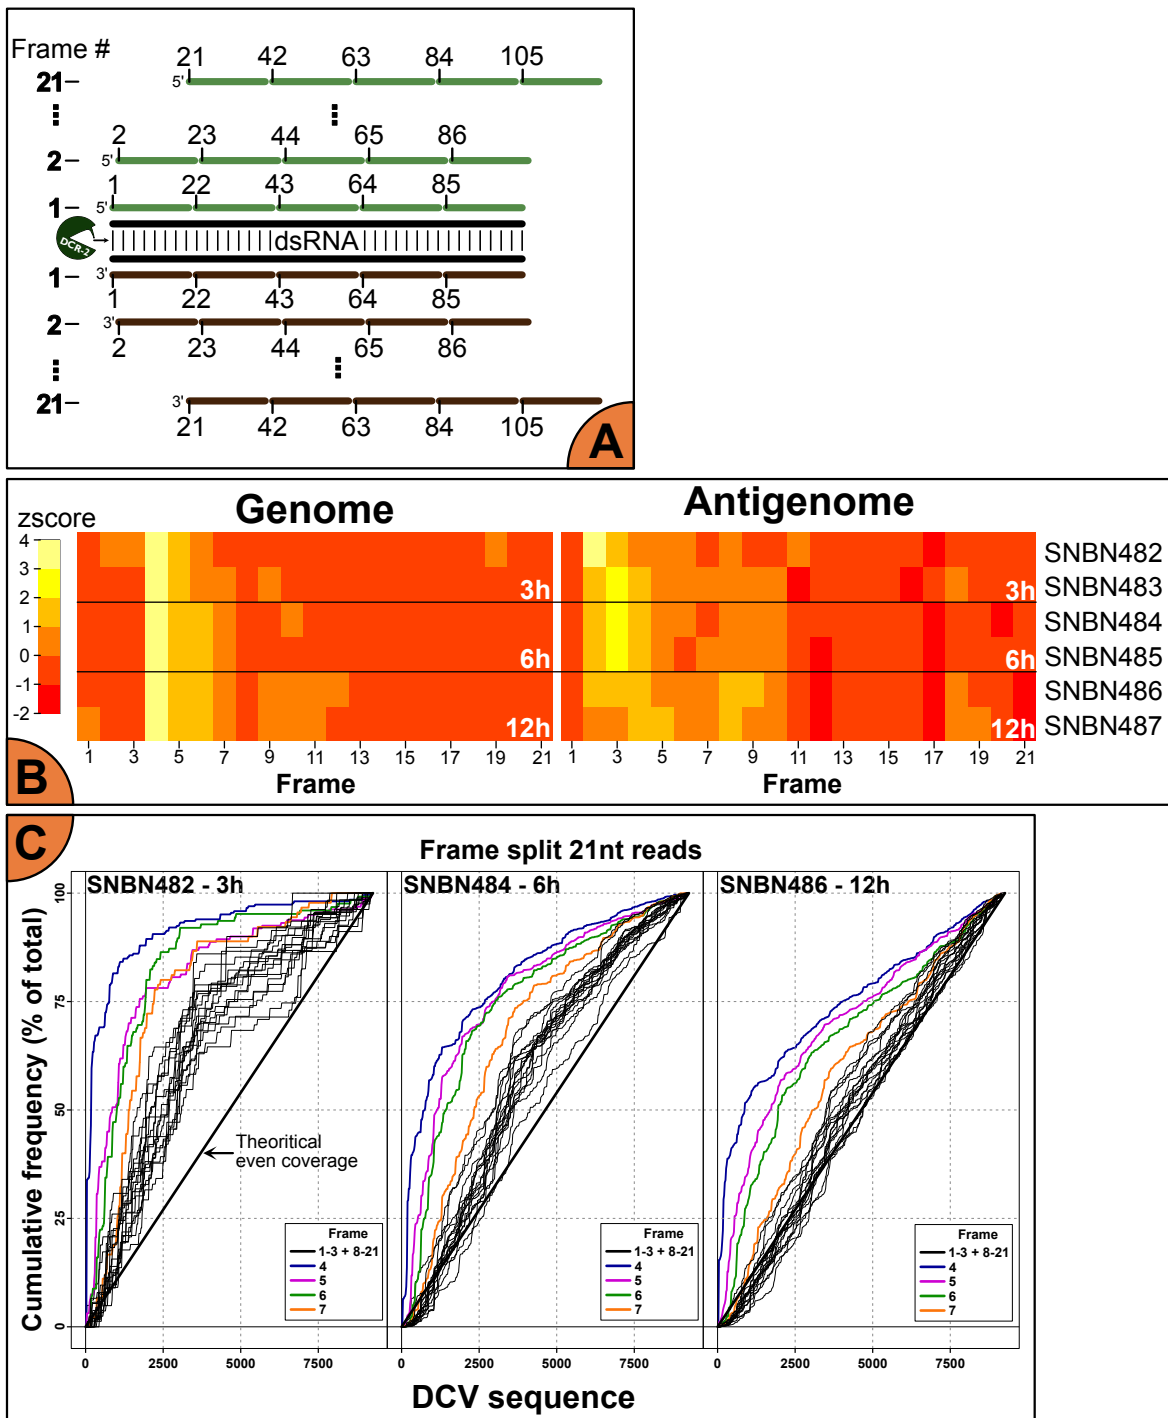 Frame #
21 42 63 84 105
21 5'
2 23 44 65 86
2 5'
1 22 43 64 85
1 5'
DCR-2
dsRNA
1 3'
1 22 43 64 85
2 3'
2 23 44 65 86
21 3'
21 42 63 84 105
A
zscore
Genome
Antigenome
4
3
2
1
0
-1
-2
SNBN482
SNBN483
SNBN484
SNBN485
SNBN486
SNBN487
3h
3h
6h
6h
12h
12h
1 3 5 7 9 11 13 15 17 19 21
1 3 5 7 9 11 13 15 17 19 21
Frame
Frame
B
C
Frame split 21nt reads
SNBN482 - 3h
SNBN484 - 6h
SNBN486 - 12h
Cumulative frequency (% of total)
100
75
50
25
0
Theoritical
even coverage
Frame
1-3 + 8-21
4
5
6
7
Frame
1-3 + 8-21
4
5
6
7
Frame
1-3 + 8-21
4
5
6
7
0 2500 5000 7500
0 2500 5000 7500
0 2500 5000 7500
DCV sequence